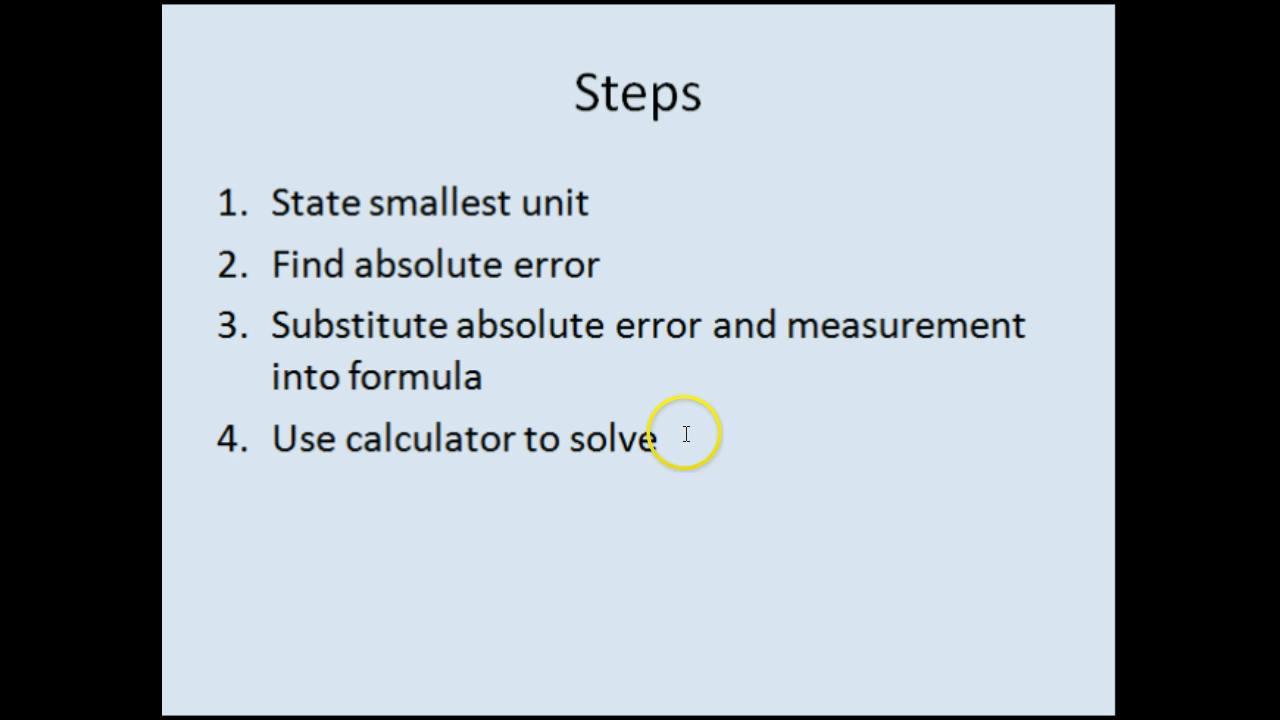 Steps
1. State smallest unit
2. Find absolute error
3. Substitute absolute error and measurement
into formula
4. Use calculator to solve